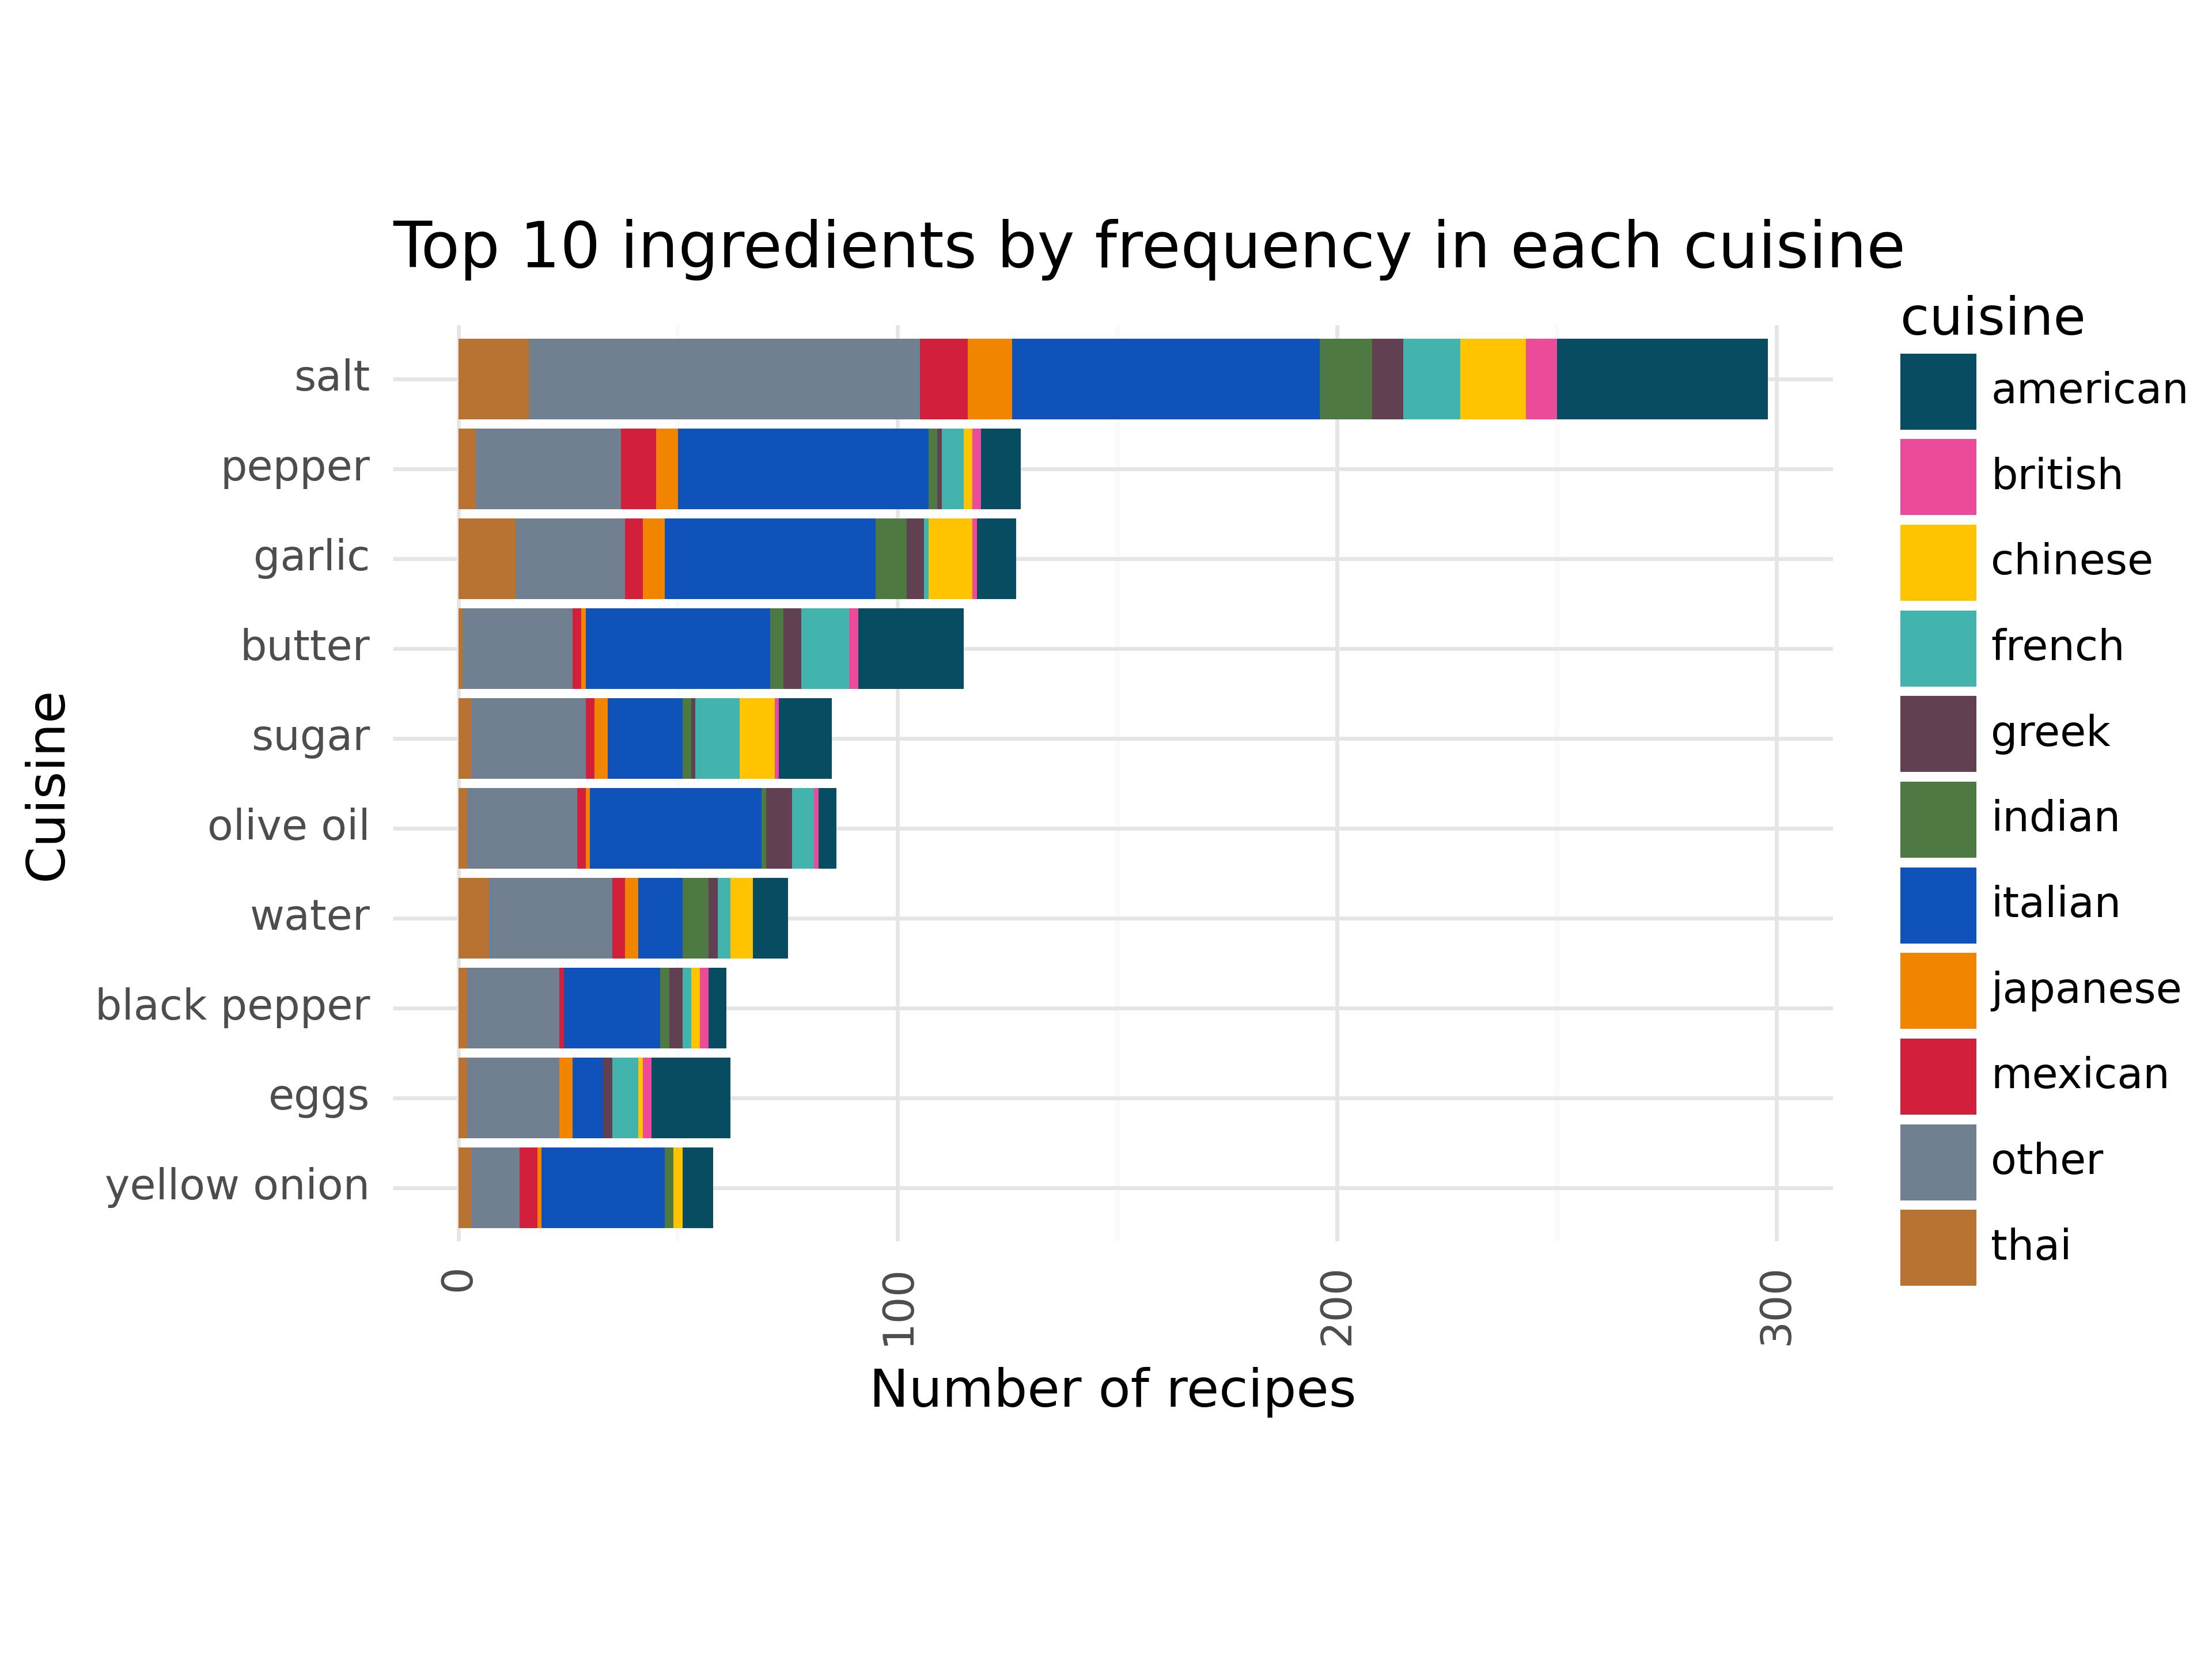 Top 10 ingredients by frequency in each cuisine
cuisine
american
british
chinese
french
greek
indian
italian
japanese
mexican
other
thai
Cuisine
salt
pepper
garlic
butter
sugar
olive oil
water
black pepper
eggs
yellow onion
0
100
200
300
Number of recipes